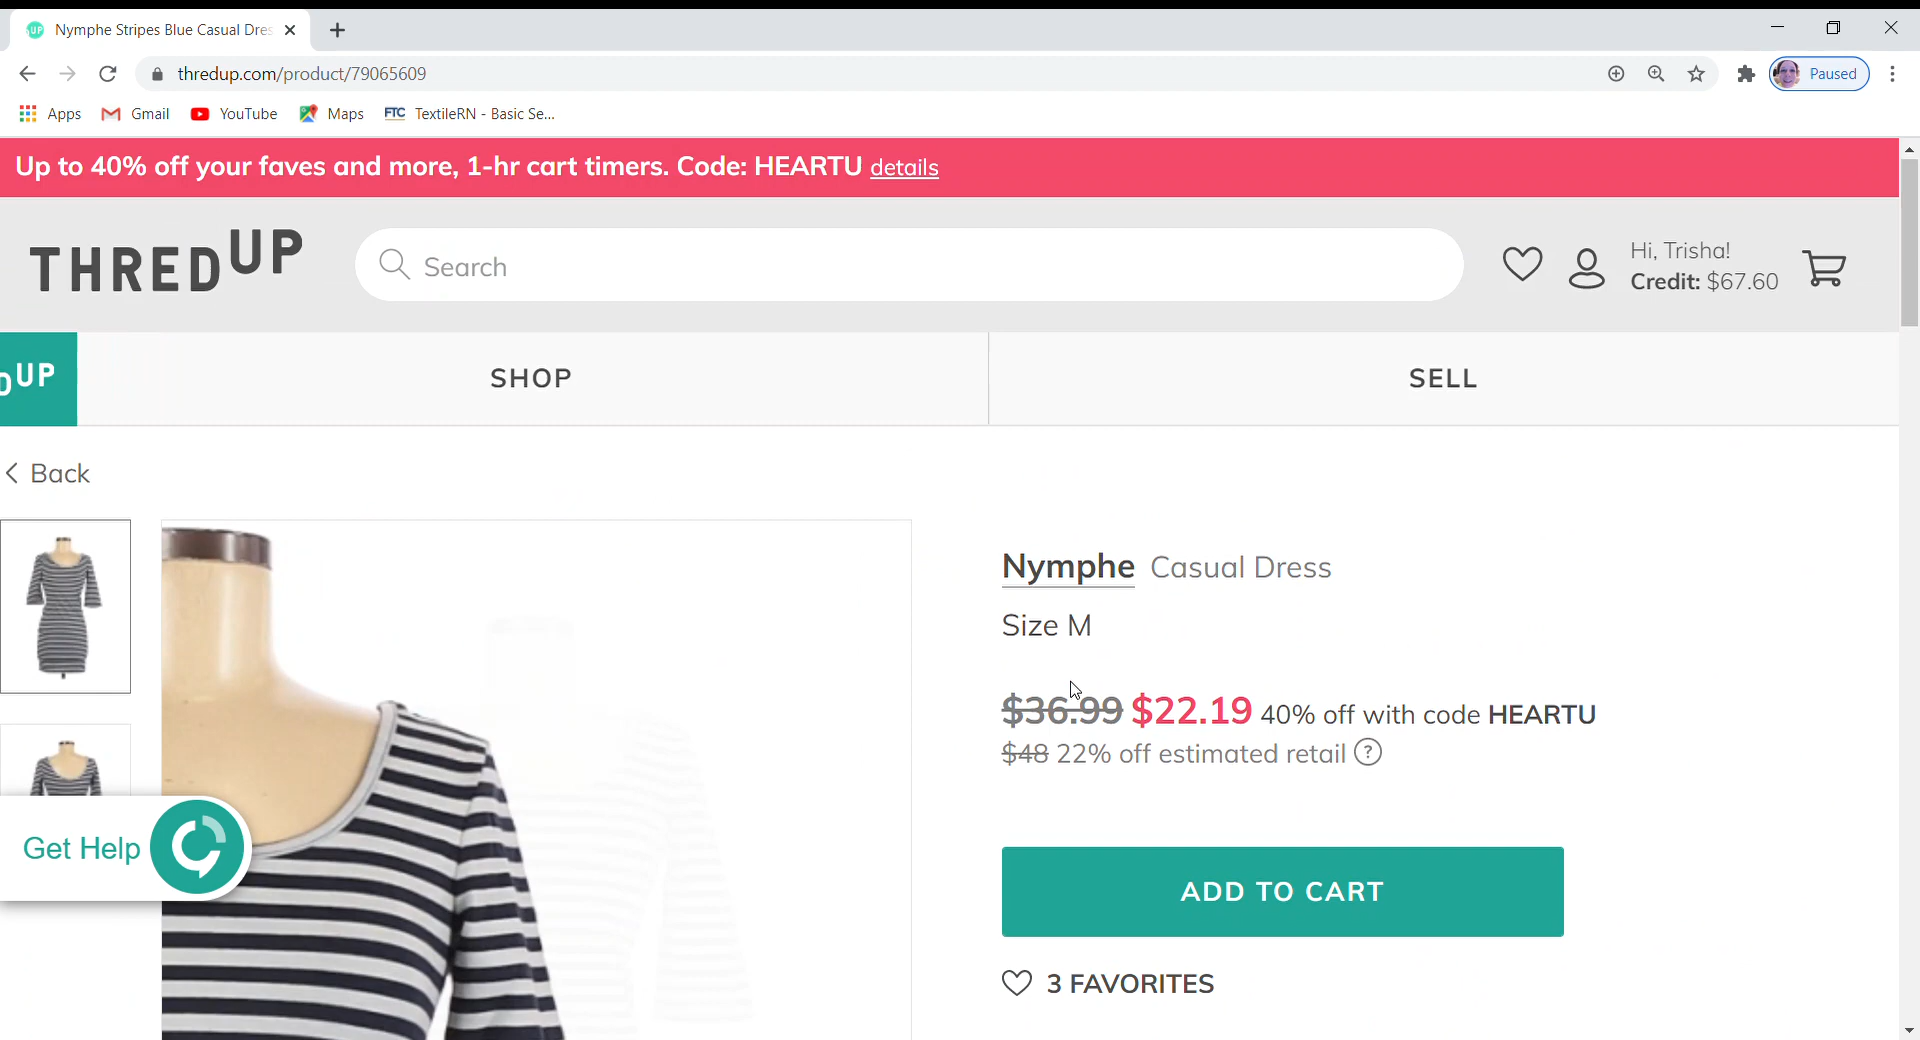 UP Nymphe Stripes Blue Casual Dres
thredup.com/product/79065609
Paused
Apps Gmail YouTube Maps FTC TextileRN - Basic Se...
Up to 40% off your faves and more, 1-hr cart timers. Code: HEARTU details
THREDUP
Search
Hi, Trisha!
Credit: $67.60
DUP
SHOP
SELL
Back
Nymphe Casual Dress
Size M
$36.99 $22.19 40% off with code HEARTU
$48 22% off estimated retail ?
Get Help
ADD TO CART
3 FAVORITES